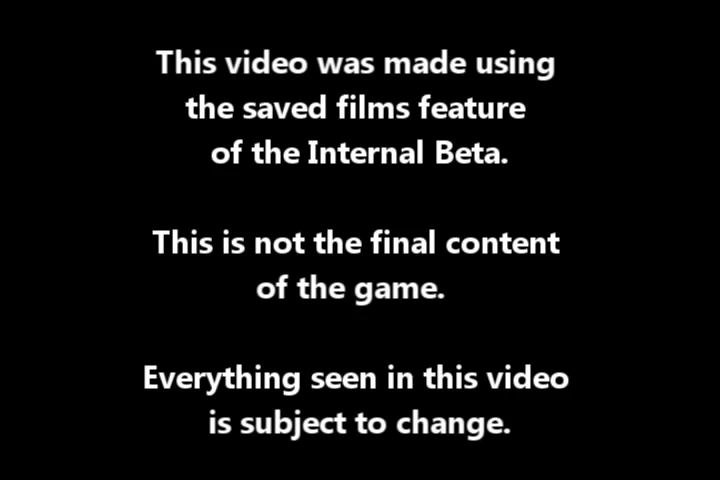 This video was made using
the saved films feature
of the Internal Beta.
This is not the final content
of the game.
Everything seen in this video
is subject to change.